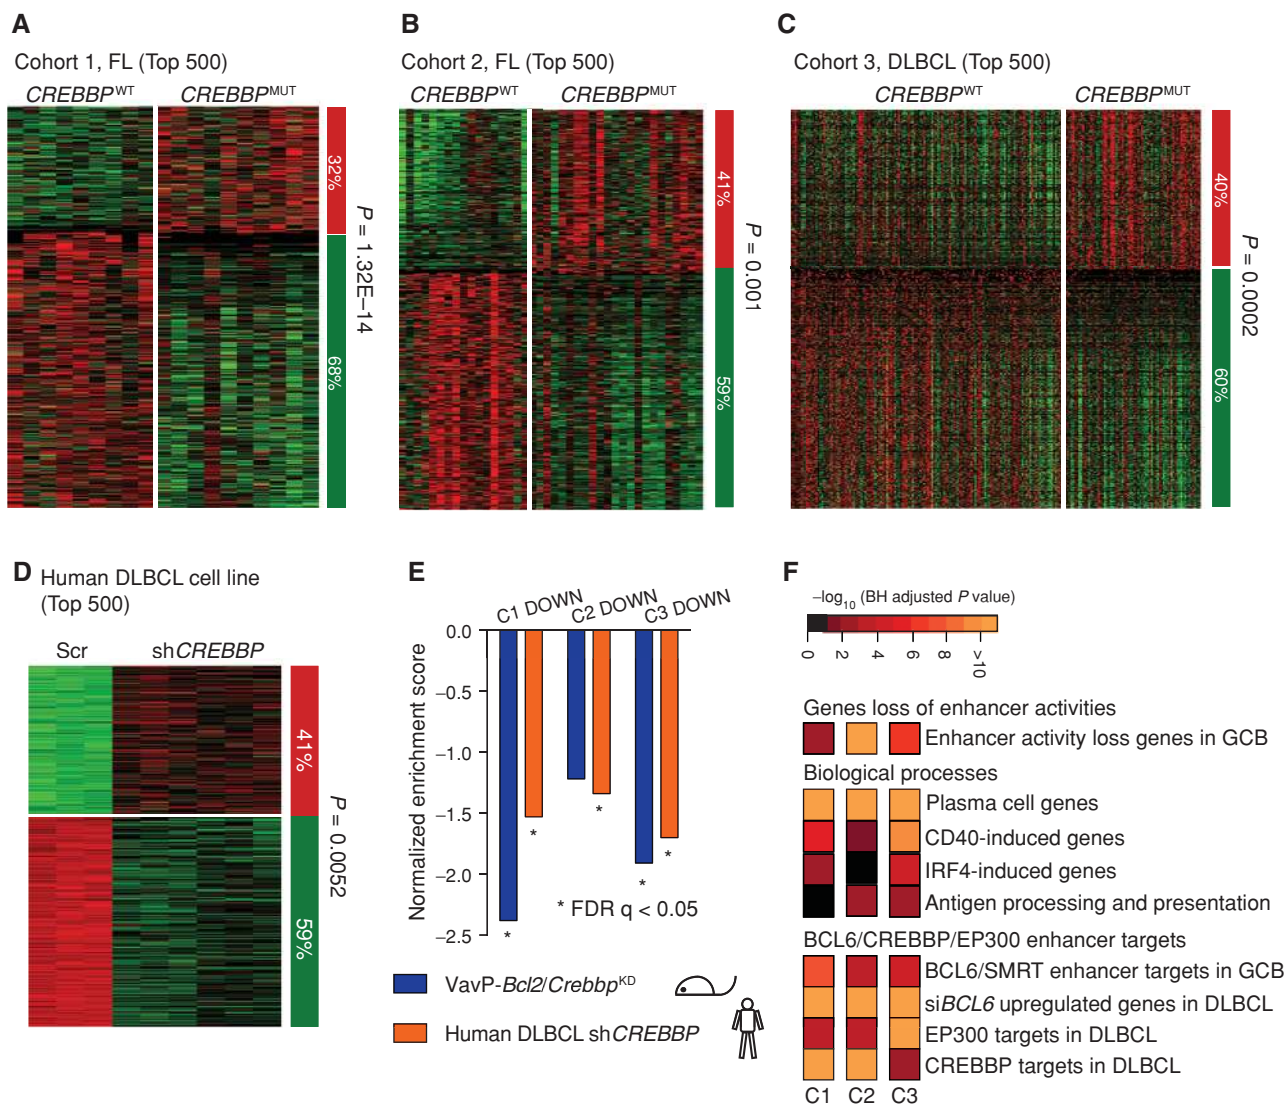 A
Cohort 1, FL (Top 500)
CREBBPWT
CREBBPMUT
32%
68%
P = 1.32E–14
B
Cohort 2, FL (Top 500)
CREBBPWT
CREBBPMUT
41%
59%
P = 0.001
C
Cohort 3, DLBCL (Top 500)
CREBBPWT
CREBBPMUT
40%
60%
P = 0.0002
D
Human DLBCL cell line
(Top 500)
Scr
shCREBBP
41%
59%
P = 0.0052
E
C1 DOWN
C2 DOWN
C3 DOWN
Normalized enrichment score
0.0
–0.5
–1.0
–1.5
–2.0
–2.5
*
*
*
*
*
* FDR q < 0.05
VavP-Bcl2/CrebbpKD
Human DLBCL shCREBBP
F
–log10 (BH adjusted P value)
0
2
4
6
8
>10
Genes loss of enhancer activities
Enhancer activity loss genes in GCB
Biological processes
Plasma cell genes
CD40-induced genes
IRF4-induced genes
Antigen processing and presentation
BCL6/CREBBP/EP300 enhancer targets
BCL6/SMRT enhancer targets in GCB
siBCL6 upregulated genes in DLBCL
EP300 targets in DLBCL
CREBBP targets in DLBCL
C1
C2
C3